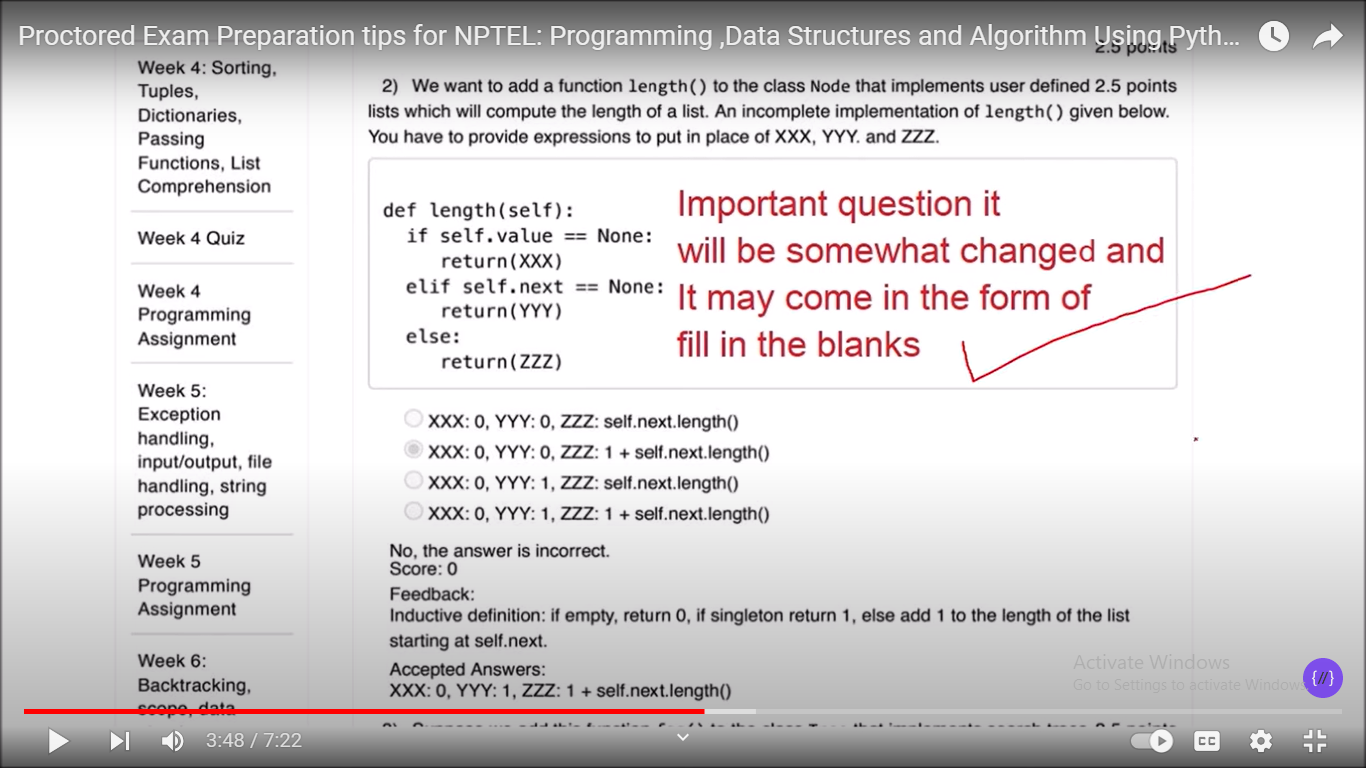 Proctored Exam Preparation tips for NPTEL: Programming ,Data Structures and Algorithm Using Pyth...
2.5 points
Week 4: Sorting,
Tuples,
Dictionaries,
Passing
Functions, List
Comprehension
Week 4 Quiz
Week 4
Programming
Assignment
Week 5:
Exception
handling,
input/output, file
handling, string
processing
Week 5
Programming
Assignment
Week 6:
Backtracking,
scope, data
2) We want to add a function length() to the class Node that implements user defined 2.5 points
lists which will compute the length of a list. An incomplete implementation of length() given below.
You have to provide expressions to put in place of XXX, YYY. and ZZZ.
def length(self):
if self.value == None:
return(XXX)
elif self.next == None:
return(YYY)
else:
return(ZZZ)
Important question it
will be somewhat changed and
It may come in the form of
fill in the blanks
XXX: 0, YYY: 0, ZZZ: self.next.length()
XXX: 0, YYY: 0, ZZZ: 1 + self.next.length()
XXX: 0, YYY: 1, ZZZ: self.next.length()
XXX: 0, YYY: 1, ZZZ: 1 + self.next.length()
No, the answer is incorrect.
Score: 0
Feedback:
Inductive definition: if empty, return 0, if singleton return 1, else add 1 to the length of the list
starting at self.next.
Accepted Answers:
XXX: 0, YYY: 1, ZZZ: 1 + self.next.length()
Activate Windows
Go to Settings to activate Windows
{//}
3:48 / 7:22
CC